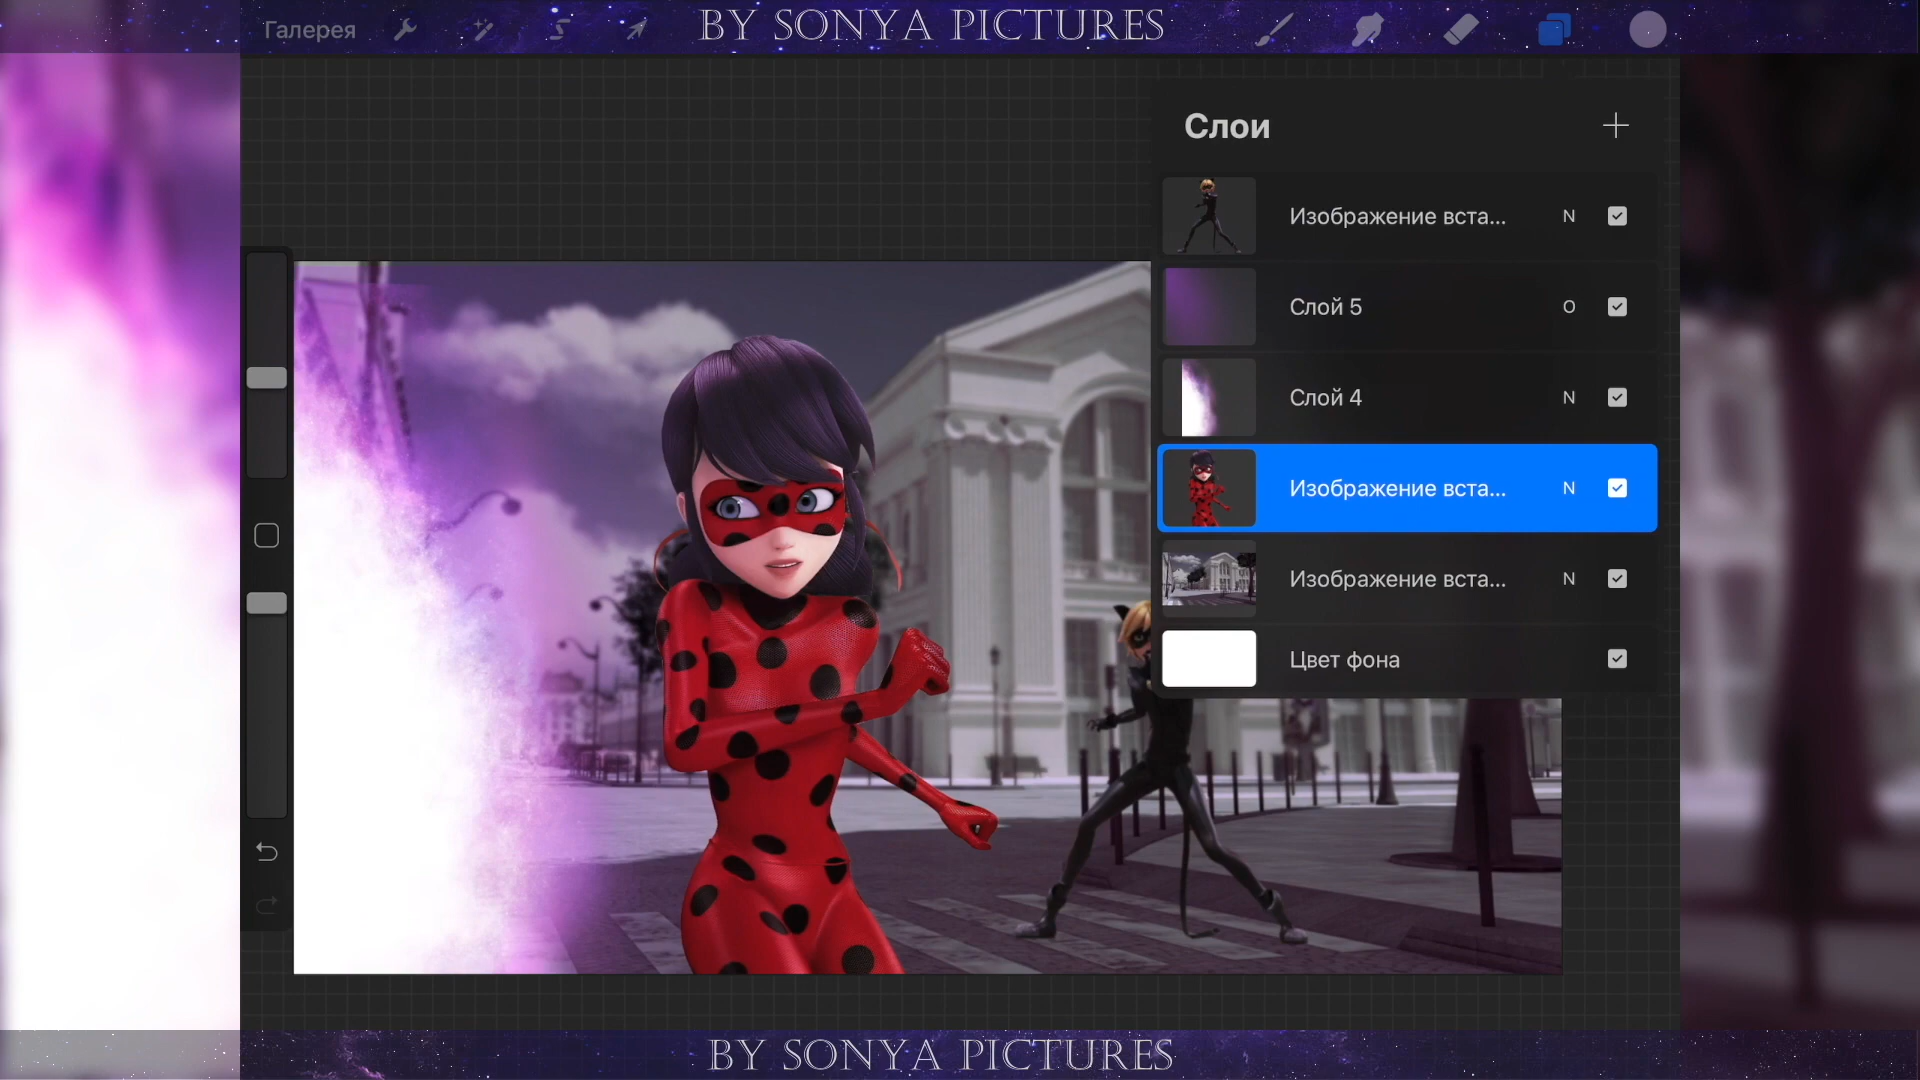 Галерея
BY SONYA PICTURES
Слои
Изображение вста... N
Слой 5 O
Слой 4 N
Изображение вста... N
Изображение вста... N
Цвет фона
BY SONYA PICTURES